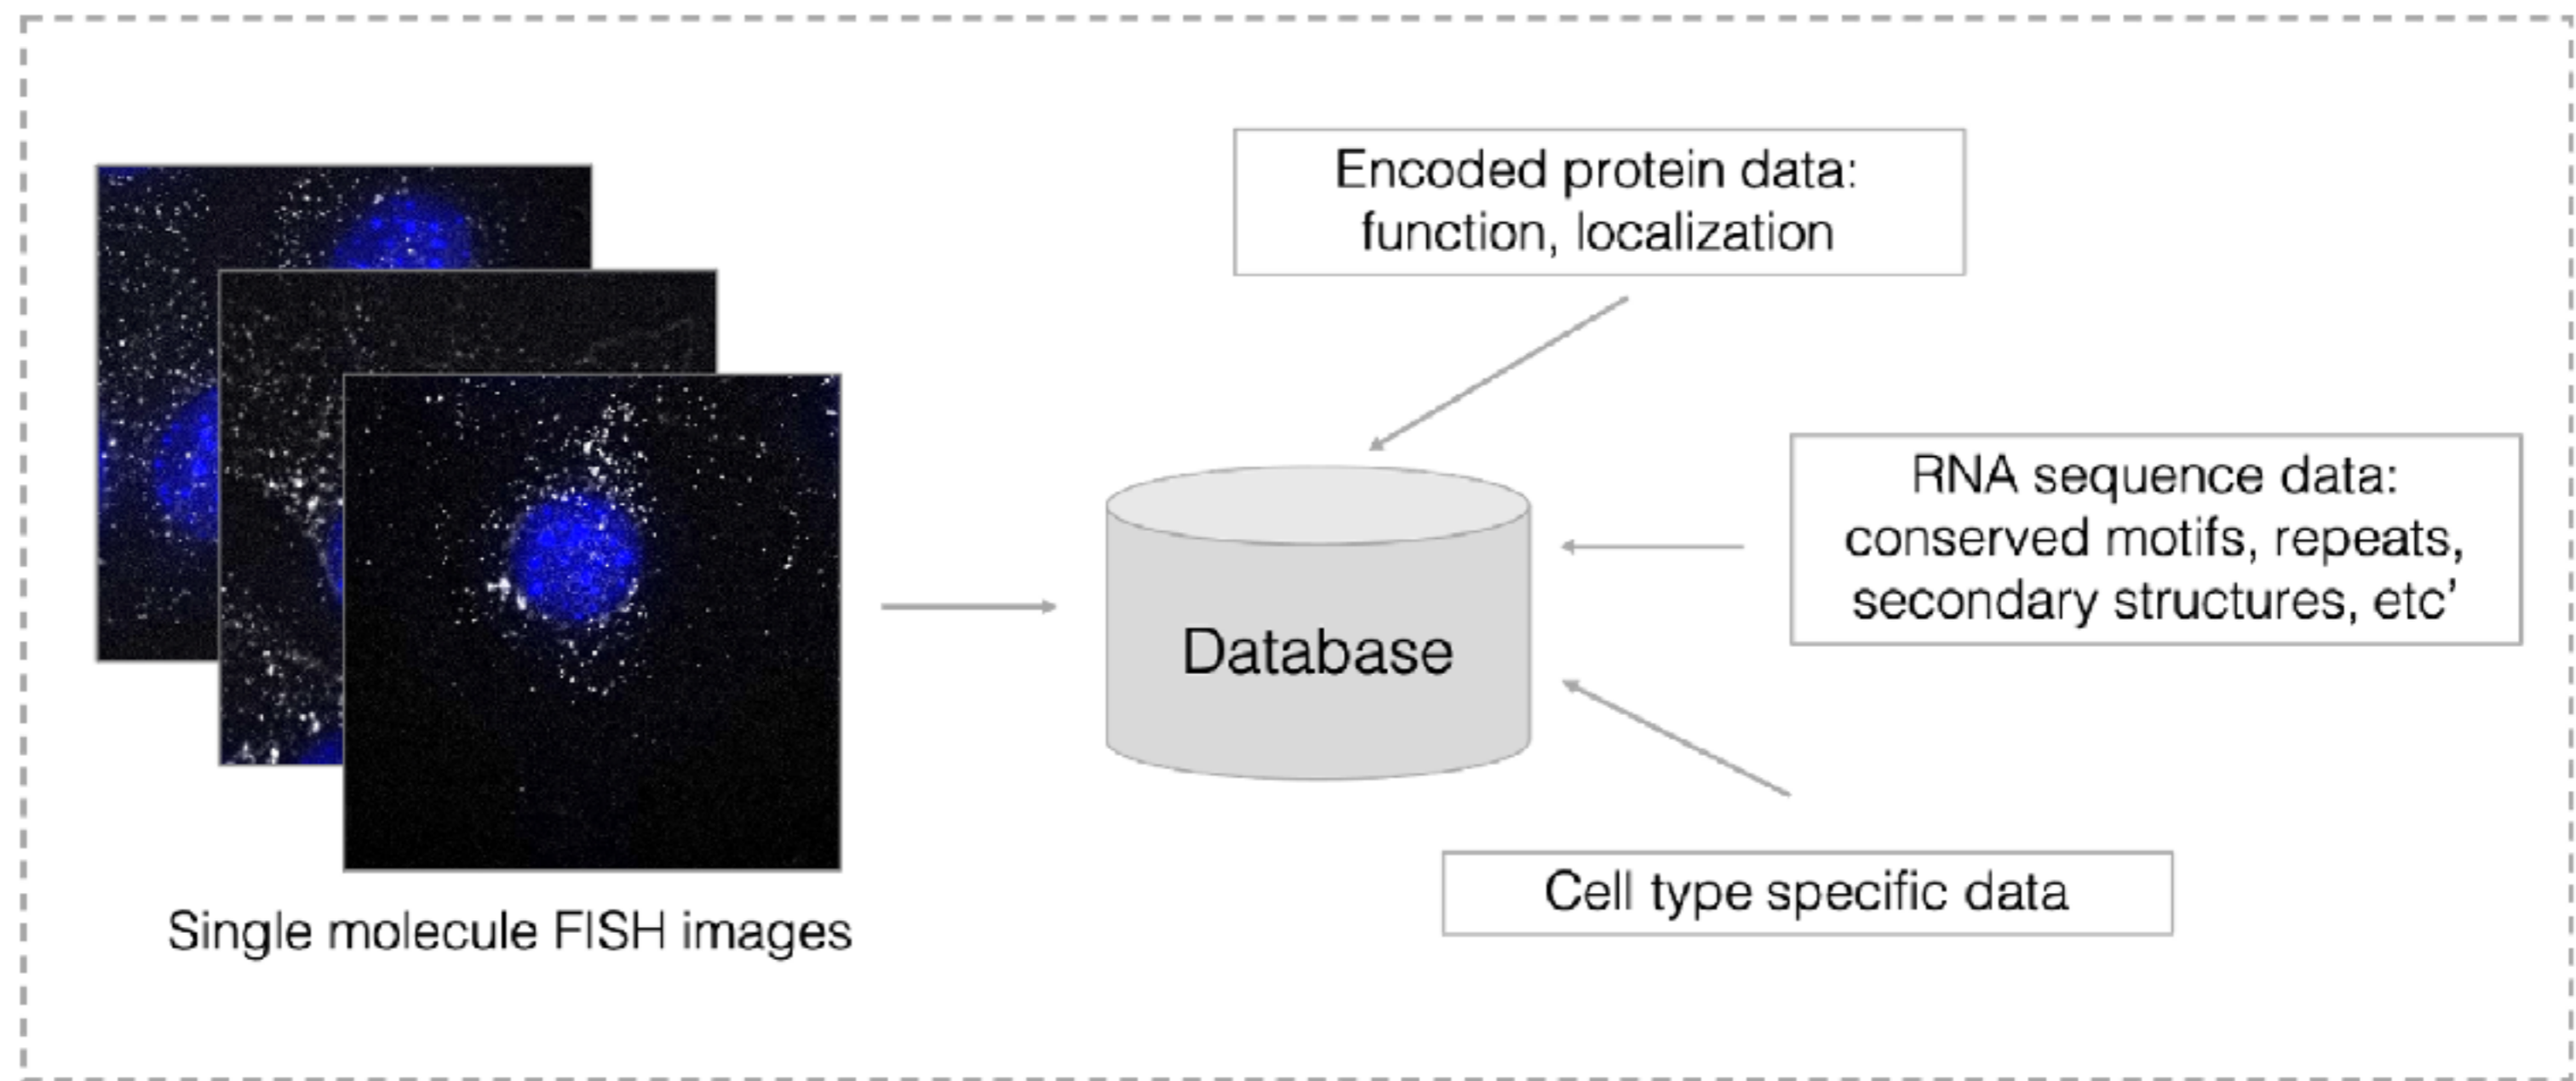 Encoded protein data:
function, localization
RNA sequence data:
conserved motifs, repeats,
secondary structures, etc’
Database
Cell type specific data
Single molecule FISH images